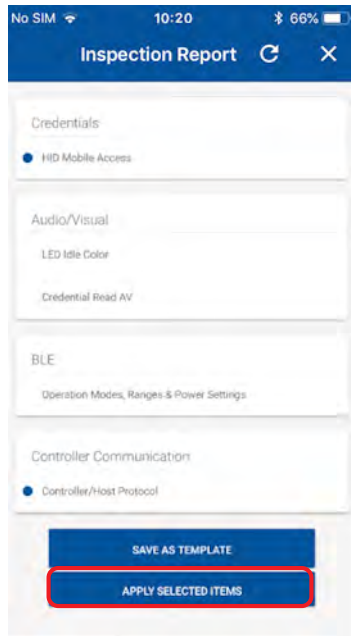 No SIM 10:20 66%
Inspection Report
Credentials
HID Mobile Access
Audio/Visual
LED Idle Color
Credential Read AV
BLE
Operation Modes, Ranges & Power Settings
Controller Communication
Controller/Host Protocol
SAVE AS TEMPLATE
APPLY SELECTED ITEMS